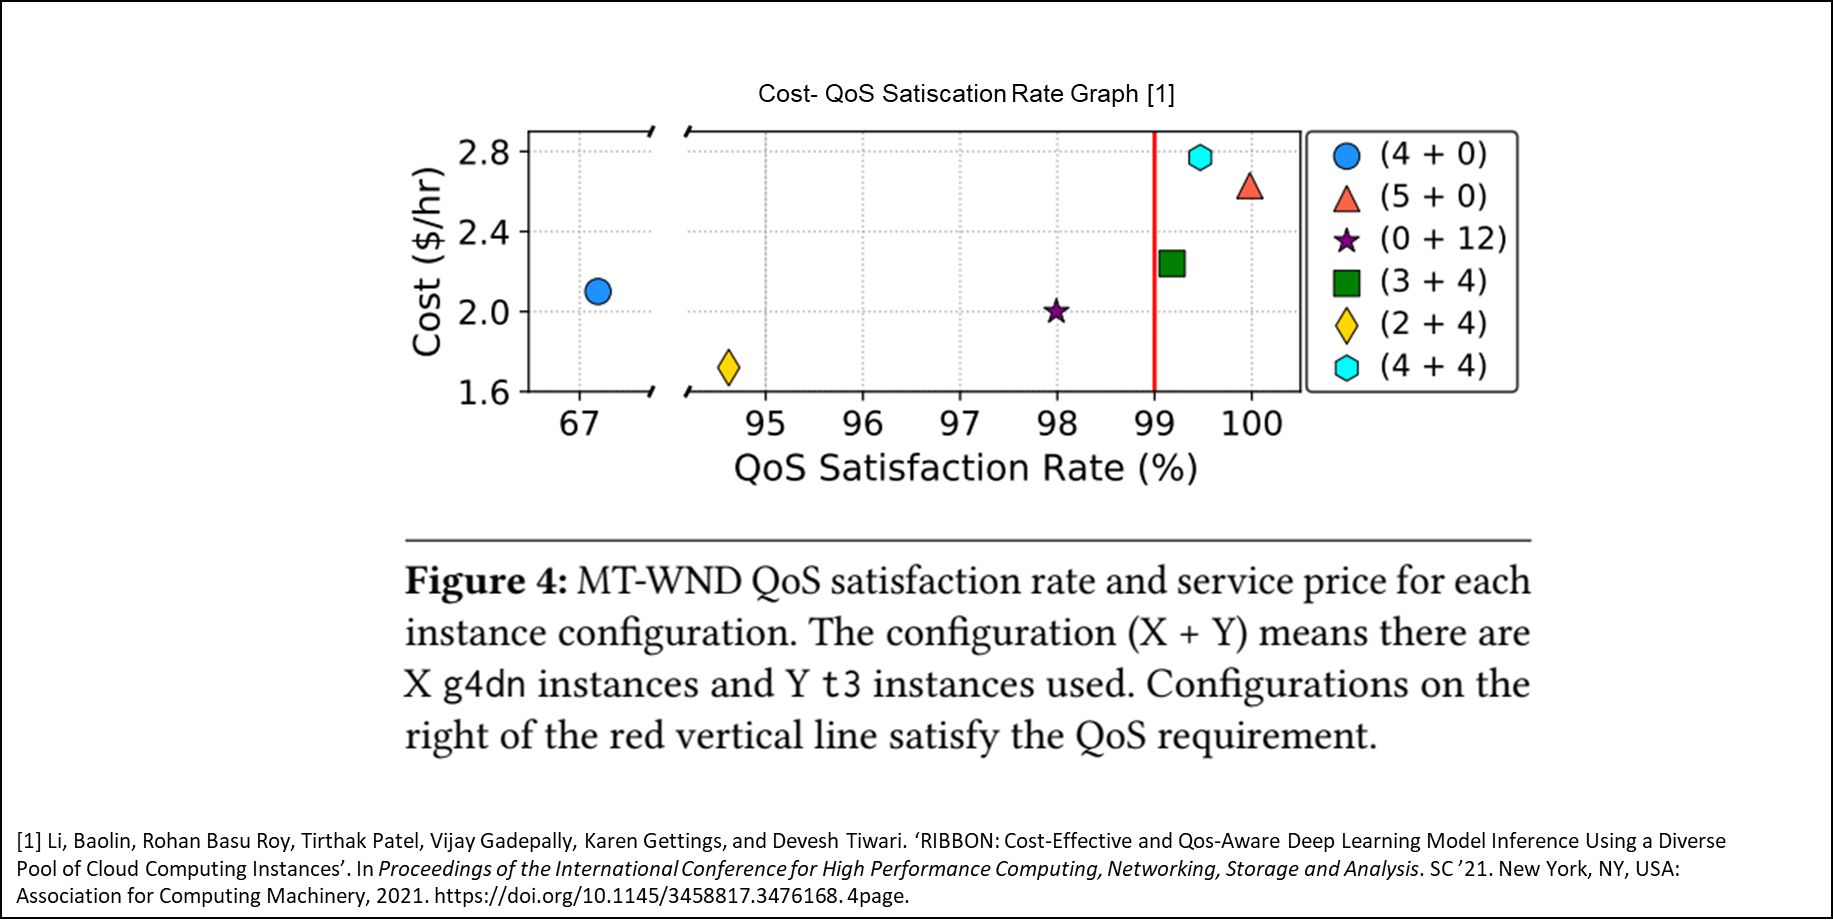 Cost- QoS Satiscation Rate Graph [1]
2.8
2.4
2.0
1.6
Cost ($/hr)
67 95 96 97 98 99 100
QoS Satisfaction Rate (%)
(4 + 0)
(5 + 0)
(0 + 12)
(3 + 4)
(2 + 4)
(4 + 4)
Figure 4: MT-WND QoS satisfaction rate and service price for each
instance configuration. The configuration (X + Y) means there are
X g4dn instances and Y t3 instances used. Configurations on the
right of the red vertical line satisfy the QoS requirement.
[1] Li, Baolin, Rohan Basu Roy, Tirthak Patel, Vijay Gadepally, Karen Gettings, and Devesh Tiwari. ‘RIBBON: Cost-Effective and Qos-Aware Deep Learning Model Inference Using a Diverse
Pool of Cloud Computing Instances’. In Proceedings of the International Conference for High Performance Computing, Networking, Storage and Analysis. SC ’21. New York, NY, USA:
Association for Computing Machinery, 2021. https://doi.org/10.1145/3458817.3476168. 4page.